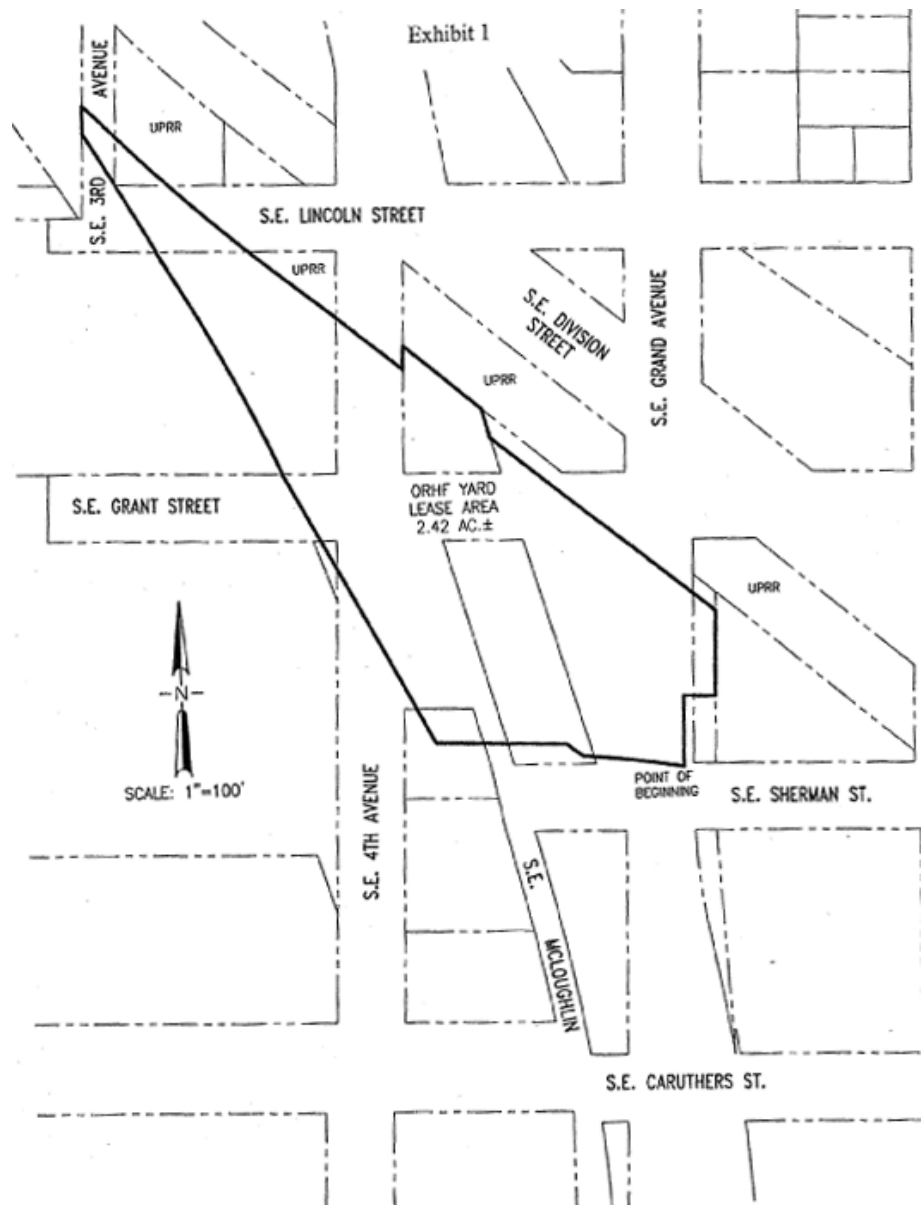 Exhibit 1
AVENUE
S.E. 3RD
UPRR
S.E. LINCOLN STREET
UPRR
S.E. DIVISION
STREET
S.E. GRAND AVENUE
UPRR
ORHF YARD
LEASE AREA
2.42 AC.±
S.E. GRANT STREET
UPRR
N
SCALE: 1"=100'
POINT OF
BEGINNING
S.E. SHERMAN ST.
S.E. 4TH AVENUE
S.E.
MCLOUGHLIN
S.E. CARUTHERS ST.